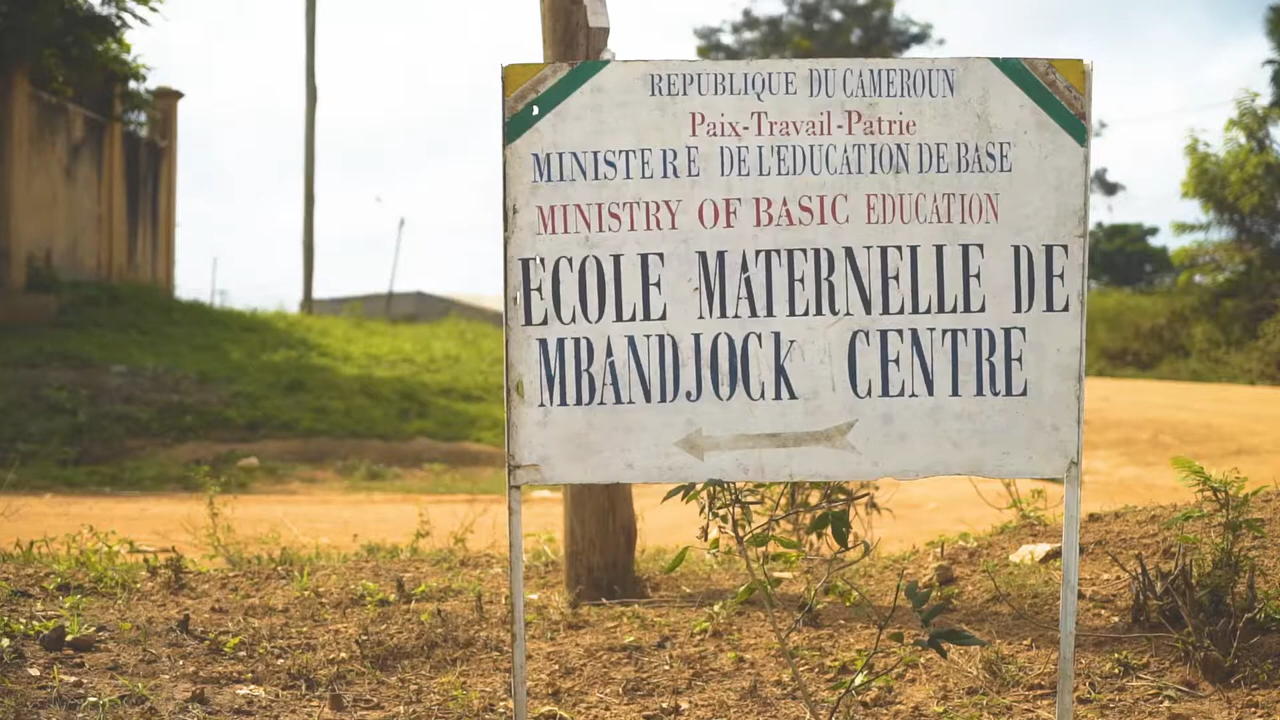 REPUBLIQUE DU CAMEROUN
Paix-Travail-Patrie
MINISTERE DE L'EDUCATION DE BASE
MINISTRY OF BASIC EDUCATION
ECOLE MATERNELLE DE
MBANDJOCK CENTRE